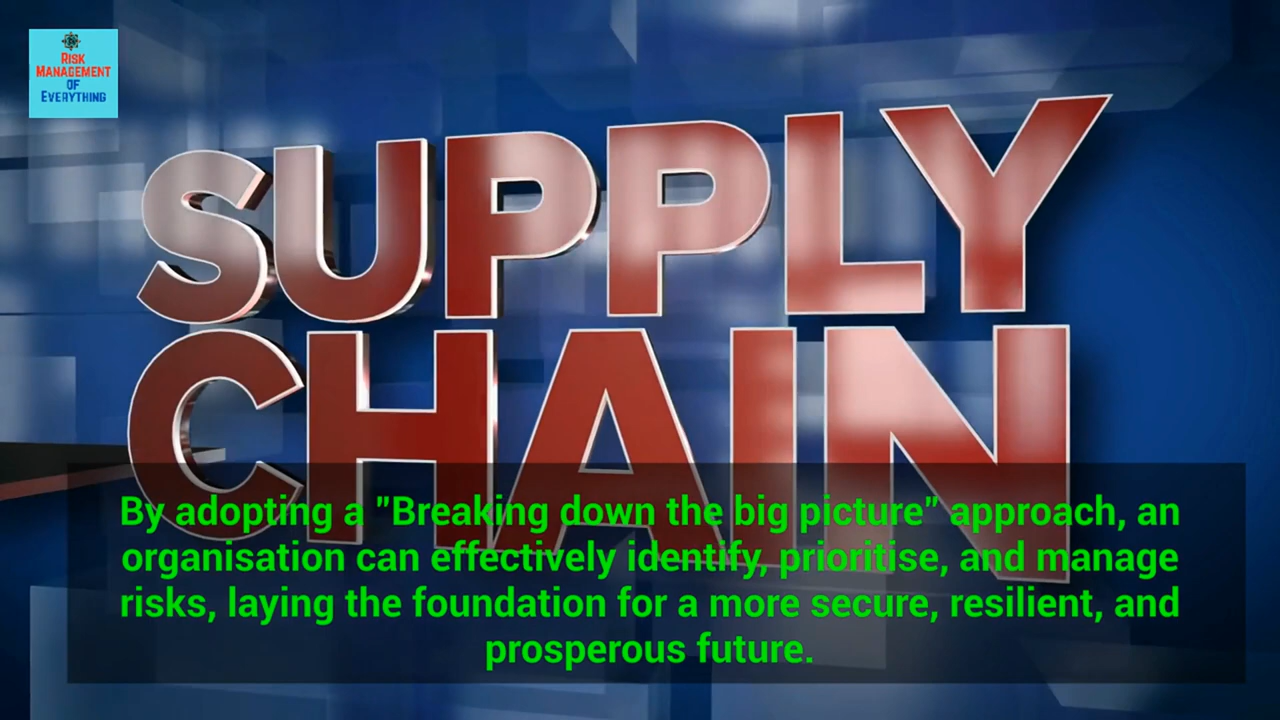 RISK
MANAGEMENT
OF
EVERYTHING
SUPPLY
CHAIN
By adopting a "Breaking down the big picture" approach, an
organisation can effectively identify, prioritise, and manage
risks, laying the foundation for a more secure, resilient, and
prosperous future.